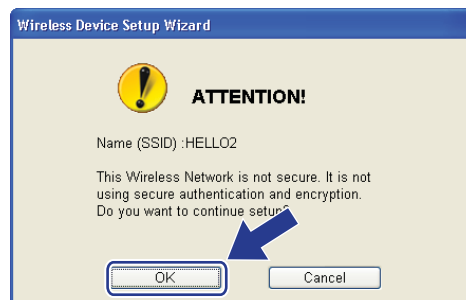 Wireless Device Setup Wizard
ATTENTION!
Name (SSID) :HELLO2
This Wireless Network is not secure. It is not
using secure authentication and encryption.
Do you want to continue setup?
OK
Cancel